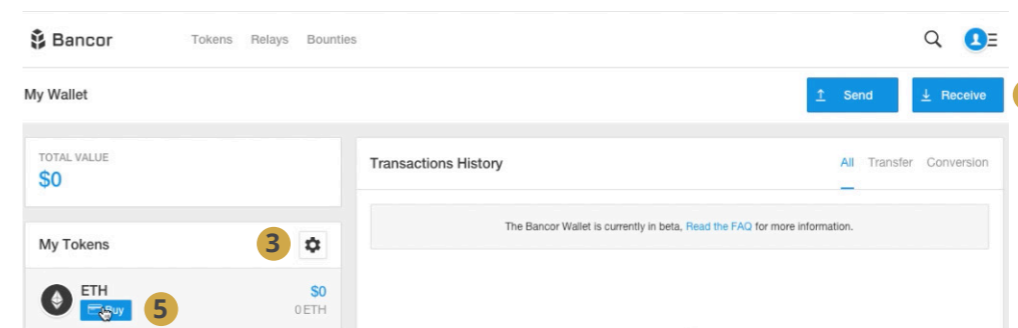 Bancor Tokens Relays Bounties
My Wallet Send Receive
TOTAL VALUE
$0
Transactions History All Transfer Conversion
The Bancor Wallet is currently in beta, Read the FAQ for more information.
My Tokens 3
ETH $0
Buy 5 0 ETH